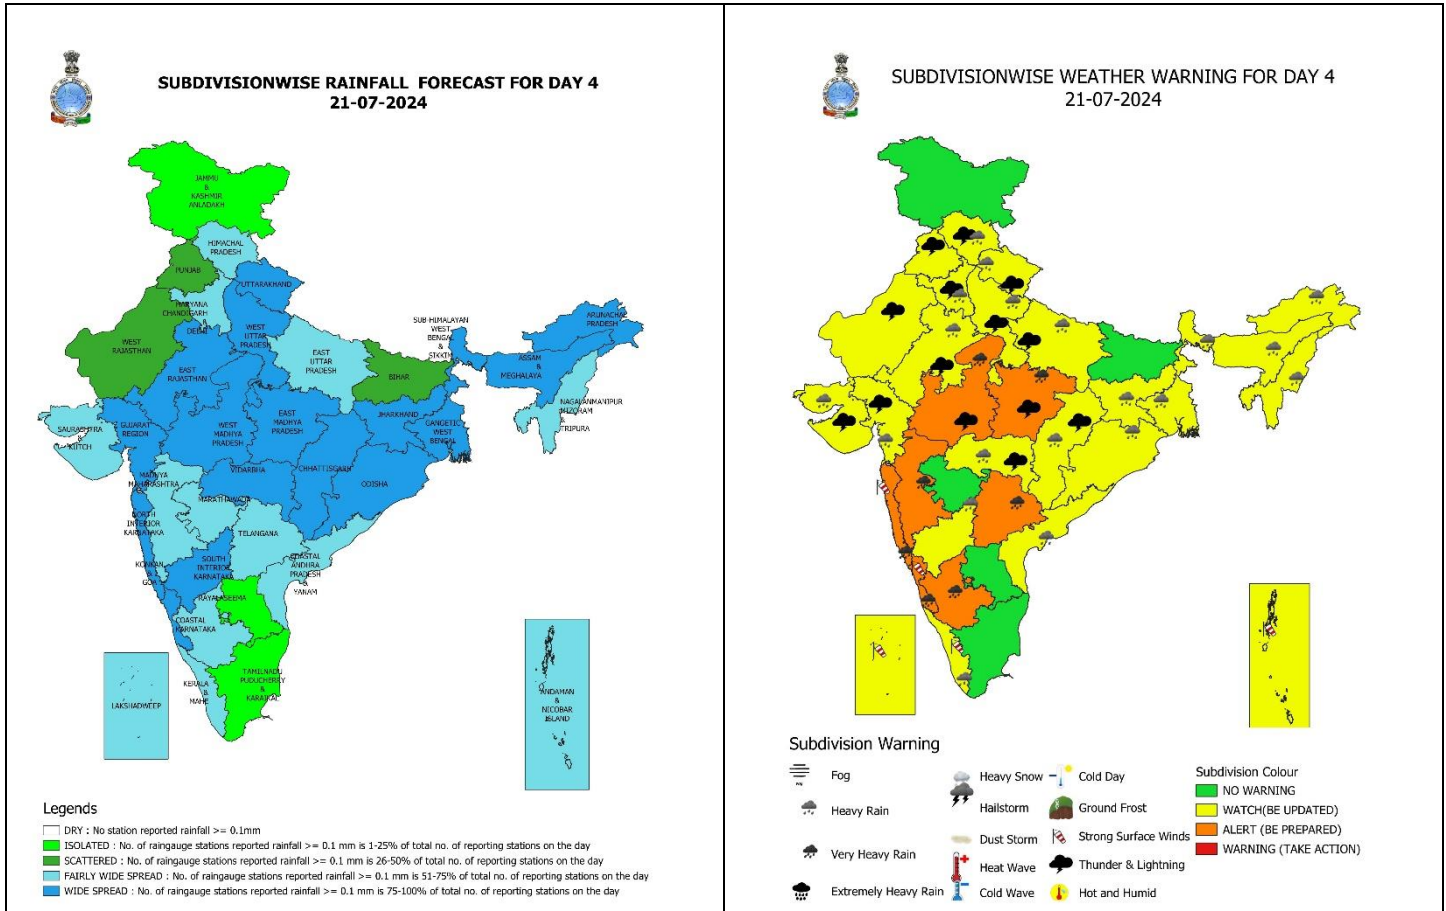 SUBDIVISIONWISE RAINFALL FORECAST FOR DAY 4
21-07-2024
JAMMU
&
KASHMIR
ANLADAKH
HIMACHAL
PRADESH
PUNJAB
UTTARAKHAND
HARYANA
CHANDIGARH
&
DELHI
WEST
UTTAR
PRADESH
WEST
RAJASTHAN
EAST
UTTAR
PRADESH
SUB-HIMALAYAN
WEST
BENGAL
&
SIKKIM
ARUNACHAL
PRADESH
ASSAM
&
MEGHALAYA
EAST
RAJASTHAN
BIHAR
NAGALANMANIPUR
MIZORAM
&
TRIPURA
SAURASHTRA
&
KUTCH
GUJARAT
REGION
WEST
MADHYA
PRADESH
EAST
MADHYA
PRADESH
JHARKHAND
GANGETIC
WEST
BENGAL
MADHYA
MAHARASHTRA
VIDARBHA
CHHATTISGARH
ODISHA
MARATHAWADA
NORTH
INTERIOR
KARNATAKA
TELANGANA
KONKAN
&
GOA
SOUTH
INTERIOR
KARNATAKA
COASTAL
ANDHRA
PRADESH
&
YANAM
RAYALASEEMA
COASTAL
KARNATAKA
TAMILNADU
PUDUCHERRY
&
KARAIKAL
KERALA
&
MAHE
LAKSHADWEEP
ANDAMAN
&
NICOBAR
ISLAND
Legends
DRY : No station reported rainfall >= 0.1mm
ISOLATED : No. of raingauge stations reported rainfall >= 0.1 mm is 1-25% of total no. of reporting stations on the day
SCATTERED : No. of raingauge stations reported rainfall >= 0.1 mm is 26-50% of total no. of reporting stations on the day
FAIRLY WIDE SPREAD : No. of raingauge stations reported rainfall >= 0.1 mm is 51-75% of total no. of reporting stations on the day
WIDE SPREAD : No. of raingauge stations reported rainfall >= 0.1 mm is 75-100% of total no. of reporting stations on the day
SUBDIVISIONWISE WEATHER WARNING FOR DAY 4
21-07-2024
Subdivision Warning
Fog
Heavy Rain
Very Heavy Rain
Extremely Heavy Rain
Heavy Snow
Hailstorm
Dust Storm
Heat Wave
Cold Wave
Cold Day
Ground Frost
Strong Surface Winds
Thunder & Lightning
Hot and Humid
Subdivision Colour
NO WARNING
WATCH(BE UPDATED)
ALERT (BE PREPARED)
WARNING (TAKE ACTION)